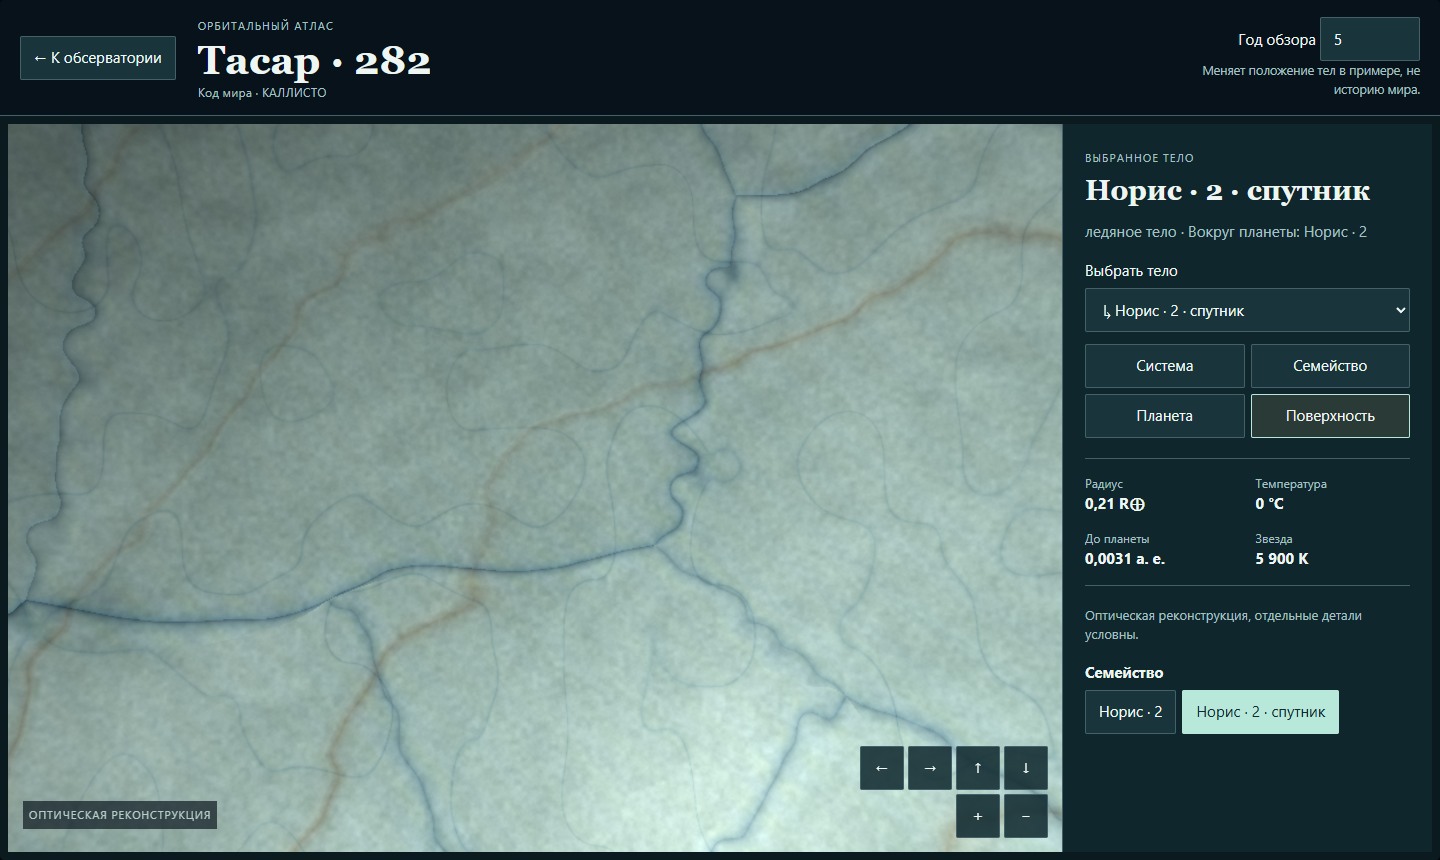 ← К обсерватории
ОРБИТАЛЬНЫЙ АТЛАС
Тасар · 282
Код мира · КАЛЛИСТО
Год обзора 5
Меняет положение тел в примере, не
историю мира.
ВЫБРАННОЕ ТЕЛО
Норис · 2 · спутник
ледяное тело · Вокруг планеты: Норис · 2
Выбрать тело
↳ Норис · 2 · спутник
Система Семейство
Планета Поверхность
Радиус Температура
0,21 R⊕ 0 °C
До планеты Звезда
0,0031 а. е. 5 900 K
Оптическая реконструкция, отдельные детали
условны.
Семейство
Норис · 2 Норис · 2 · спутник
← → ↑ ↓
+ −
ОПТИЧЕСКАЯ РЕКОНСТРУКЦИЯ